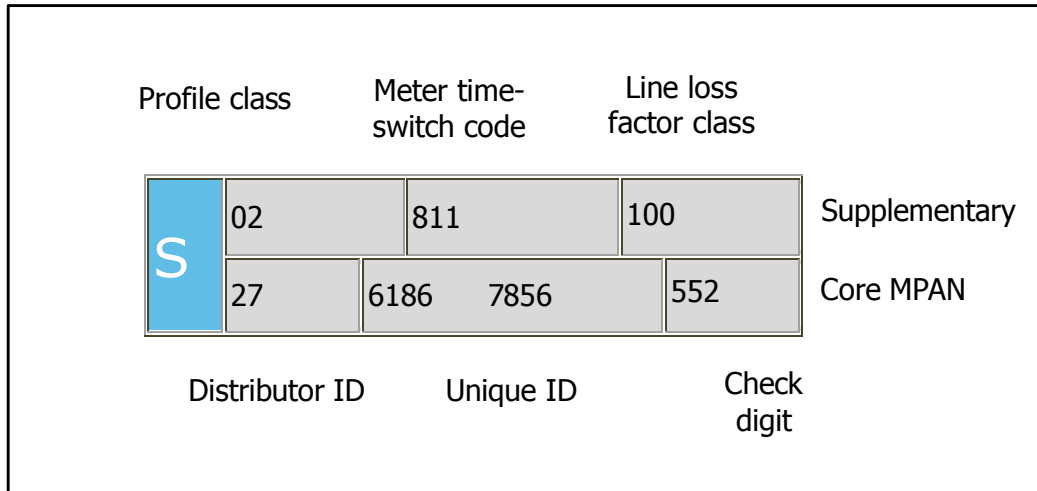 Profile class
Meter time-
switch code
Line loss
factor class
S
02 811 100 Supplementary
27 6186 7856 552 Core MPAN
Distributor ID Unique ID Check
digit